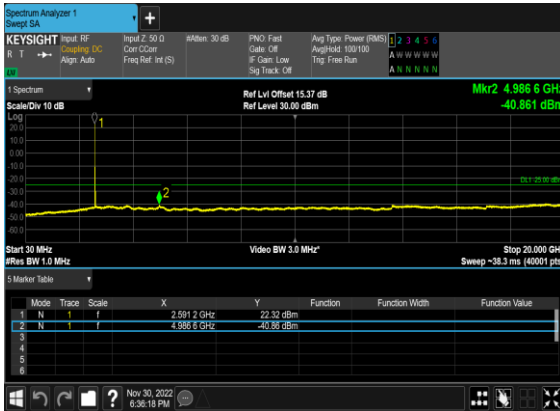 Spectrum Analyzer 1
Swept SA
+
KEYSIGHT Input: RF Input Z: 50 Ω #Atten: 30 dB PNO: Fast Avg Type: Power (RMS) 1 2 3 4 5 6
R T Coupling: DC Corr CCorr Gate: Off Avg|Hold: 100/100 A W W W W W
Align: Auto Freq Ref: Int (S) IF Gain: Low Trig: Free Run
Sig Track: Off A N N N N N
1 Spectrum Ref Lvl Offset 15.37 dB Mkr2 4.986 6 GHz
Scale/Div 10 dB Ref Level 30.00 dBm -40.861 dBm
Log
1
20.0
10.0
0.00
-10.0
-20.0
DL1 -25.00 dBm
-30.0
2
-40.0
-50.0
-60.0
Start 30 MHz Video BW 3.0 MHz* Stop 20.000 GHz
#Res BW 1.0 MHz Sweep ~38.3 ms (40001 pts)
5 Marker Table
Mode Trace Scale X Y Function Function Width Function Value
1 N 1 f 2.591 2 GHz 22.32 dBm
2 N 1 f 4.986 6 GHz -40.86 dBm
3
4
5
6
? Nov 30, 2022
6:36:18 PM